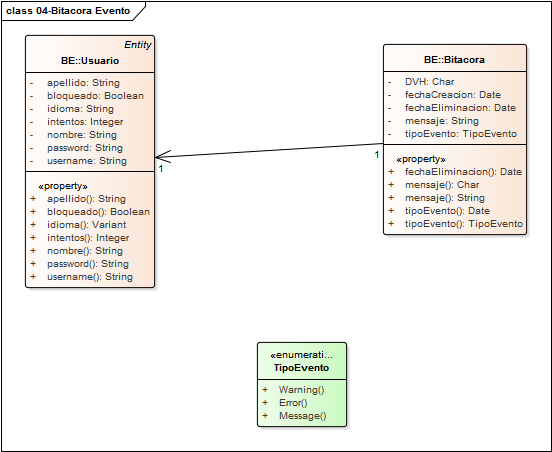 class 04-Bitacora Evento
Entity
BE::Usuario
- apellido: String
- bloqueado: Boolean
- idioma: String
- intentos: Integer
- nombre: String
- password: String
- username: String
«property»
+ apellido(): String
+ bloqueado(): Boolean
+ idioma(): Variant
+ intentos(): Integer
+ nombre(): String
+ password(): String
+ username(): String
1
1
BE::Bitacora
- DVH: Char
- fechaCreacion: Date
- fechaEliminacion: Date
- mensaje: String
- tipoEvento: TipoEvento
«property»
+ fechaEliminacion(): Date
+ mensaje(): Char
+ mensaje(): String
+ tipoEvento(): Date
+ tipoEvento(): TipoEvento
«enumerati...
TipoEvento
+ Warning()
+ Error()
+ Message()